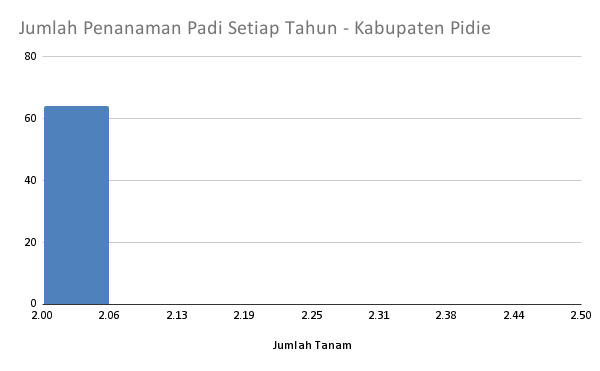 Jumlah Penanaman Padi Setiap Tahun - Kabupaten Pidie
80
60
40
20
0
2.00 2.06 2.13 2.19 2.25 2.31 2.38 2.44 2.50
Jumlah Tanam